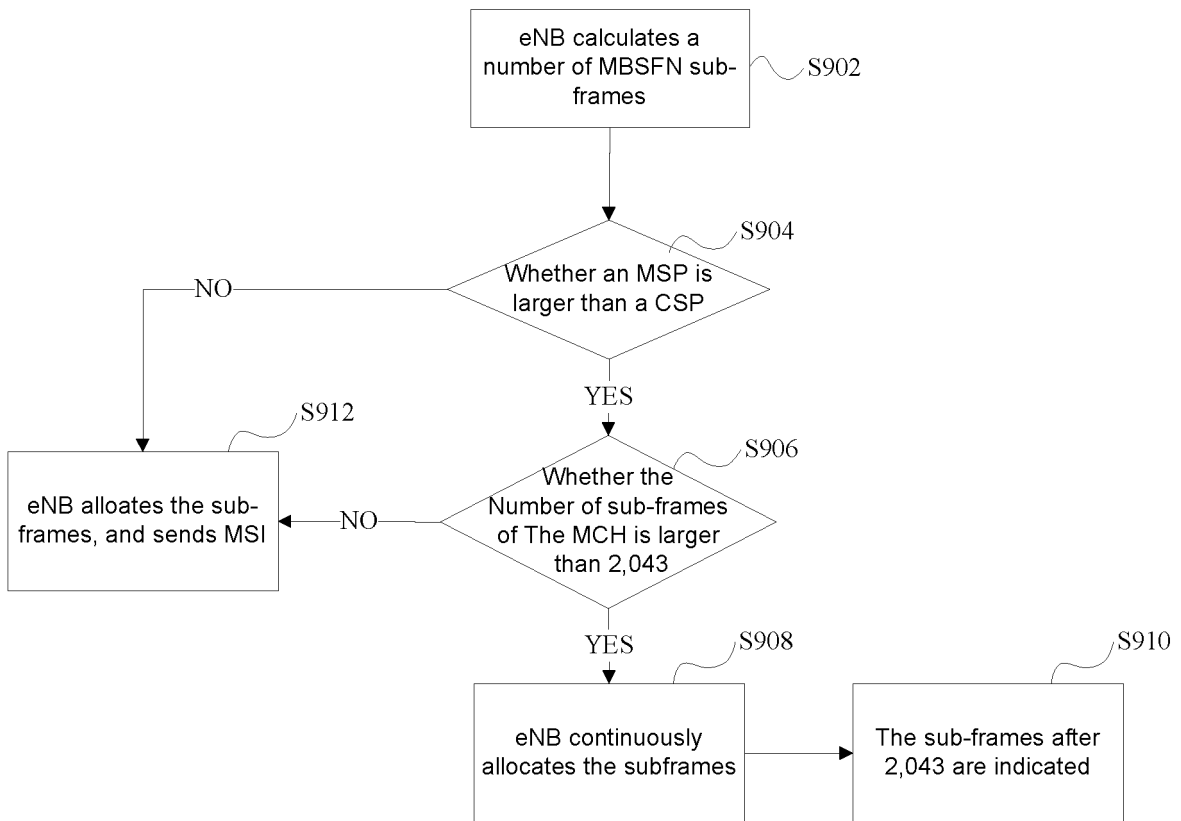 eNB calculates a
number of MBSFN sub-
frames
S902
S904
Whether an MSP is
larger than a CSP
NO
YES
S912
eNB alloates the sub-
frames, and sends MSI
S906
Whether the
Number of sub-frames
of The MCH is larger
than 2,043
NO
YES
S908
eNB continuously
allocates the subframes
S910
The sub-frames after
2,043 are indicated